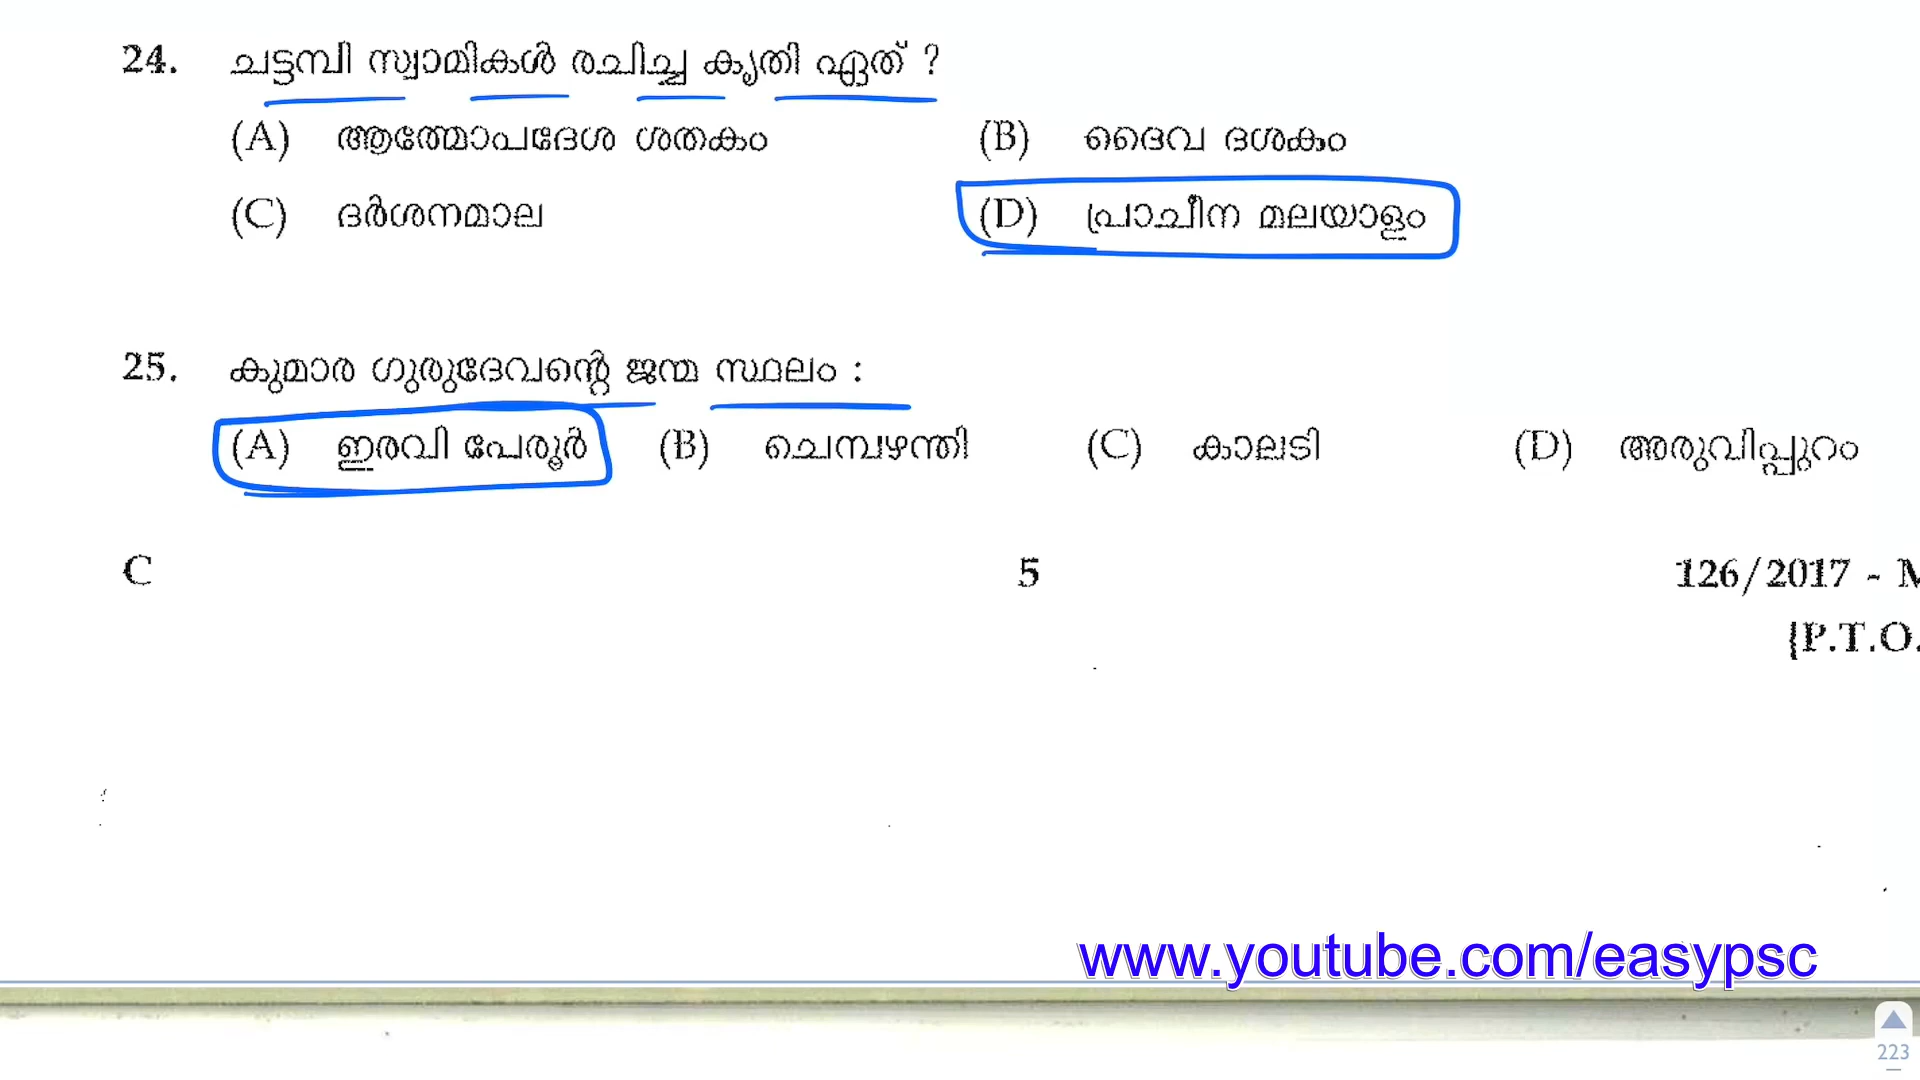 24. ചട്ടമ്പി സ്വാമികൾ രചിച്ച കൃതി ഏത് ?
(A) ആത്മോപദേശ ശതകം (B) ദൈവ ദശകം
(C) ദർശനമാല (D) പ്രാചീന മലയാളം
25. കുമാര ഗുരുദേവന്റെ ജന്മ സ്ഥലം :
(A) ഇരവി പേരൂർ (B) ചെമ്പഴന്തി (C) കാലടി (D) അരുവിപ്പുറം
C 5 126/2017 - M
[P.T.O.
www.youtube.com/easypsc
223